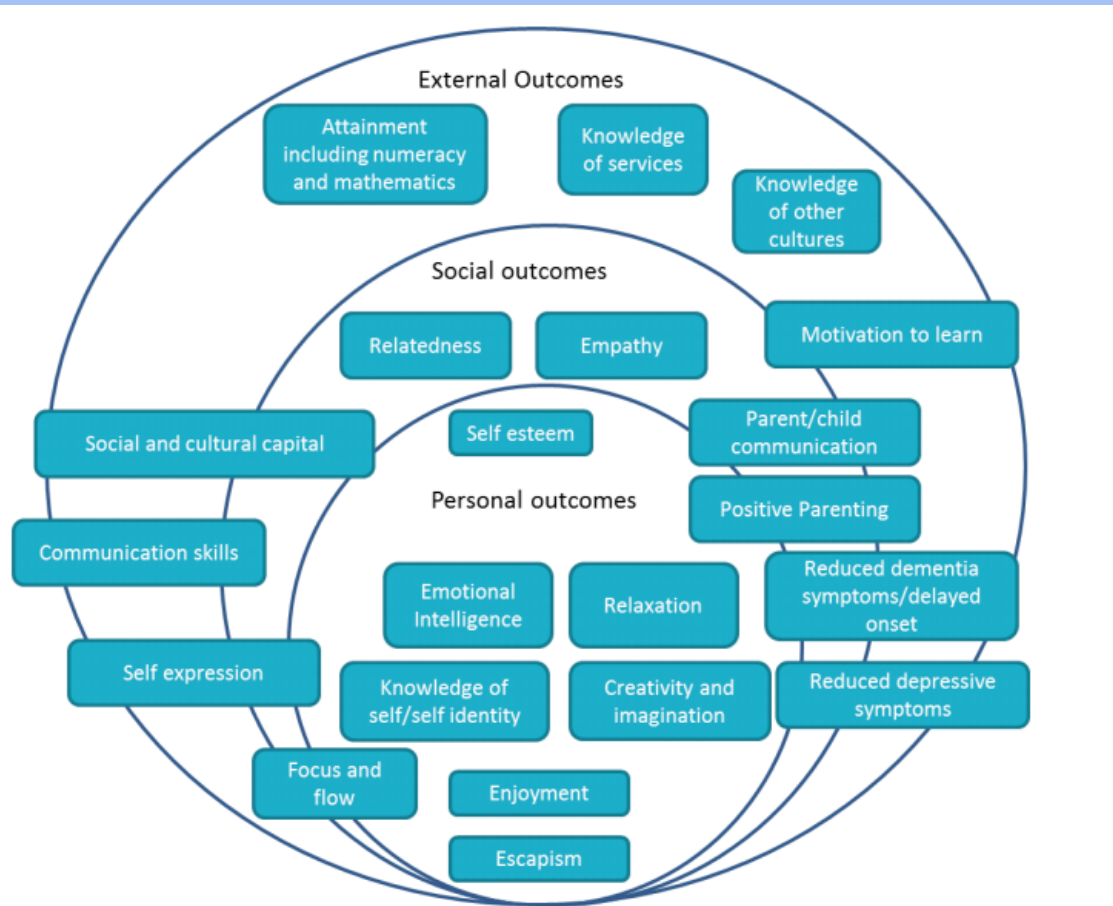 External Outcomes
Attainment
including numeracy
and mathematics
Knowledge
of services
Knowledge
of other
cultures
Social outcomes
Relatedness
Empathy
Motivation to learn
Social and cultural capital
Self esteem
Parent/child
communication
Personal outcomes
Positive Parenting
Communication skills
Emotional
Intelligence
Relaxation
Reduced dementia
symptoms/delayed
onset
Self expression
Knowledge of
self/self identity
Creativity and
imagination
Reduced depressive
symptoms
Focus and
flow
Enjoyment
Escapism